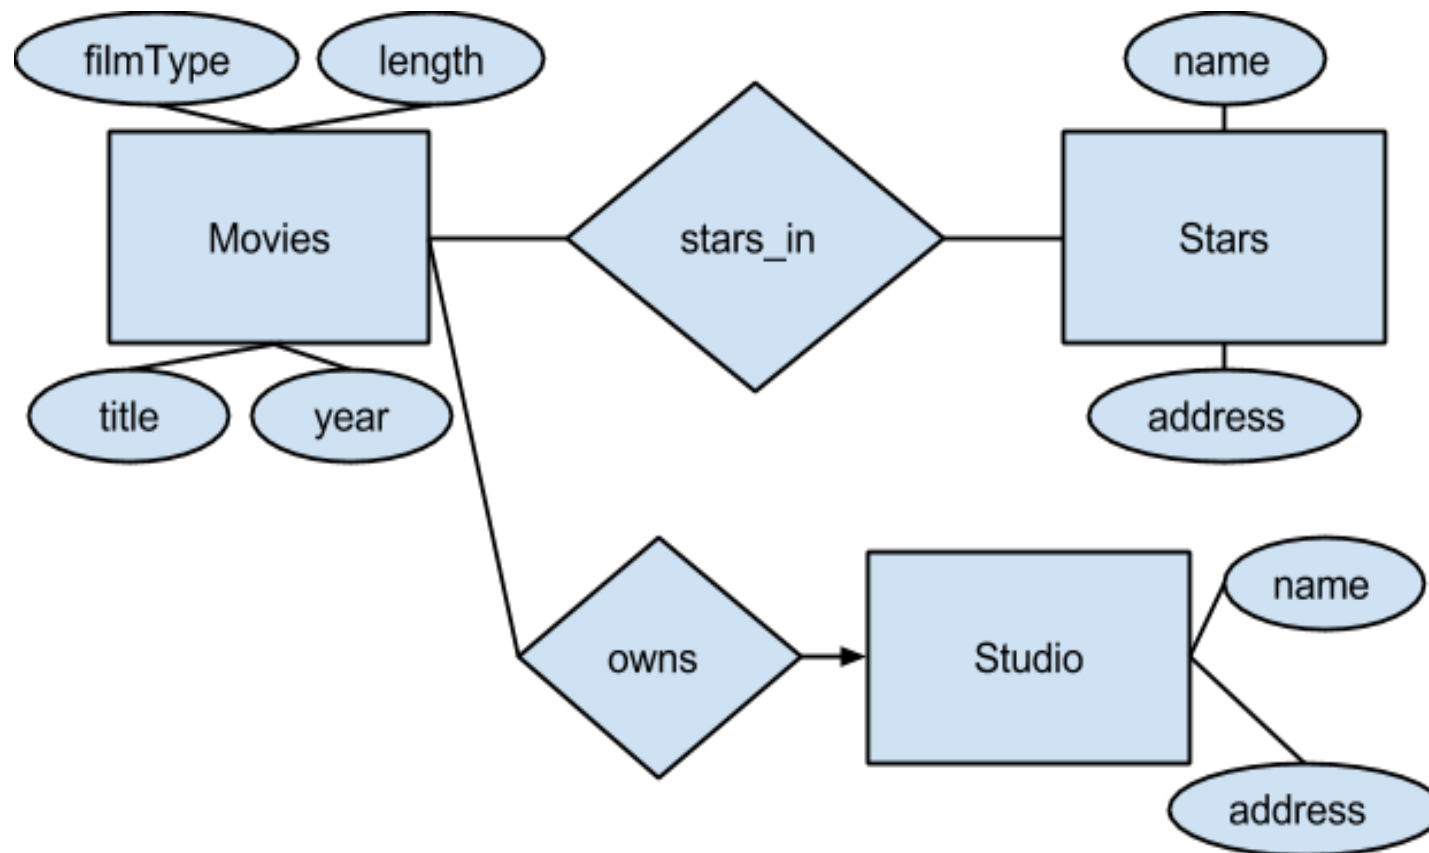 filmType
length
name
Movies
stars_in
Stars
title
year
address
owns
Studio
name
address